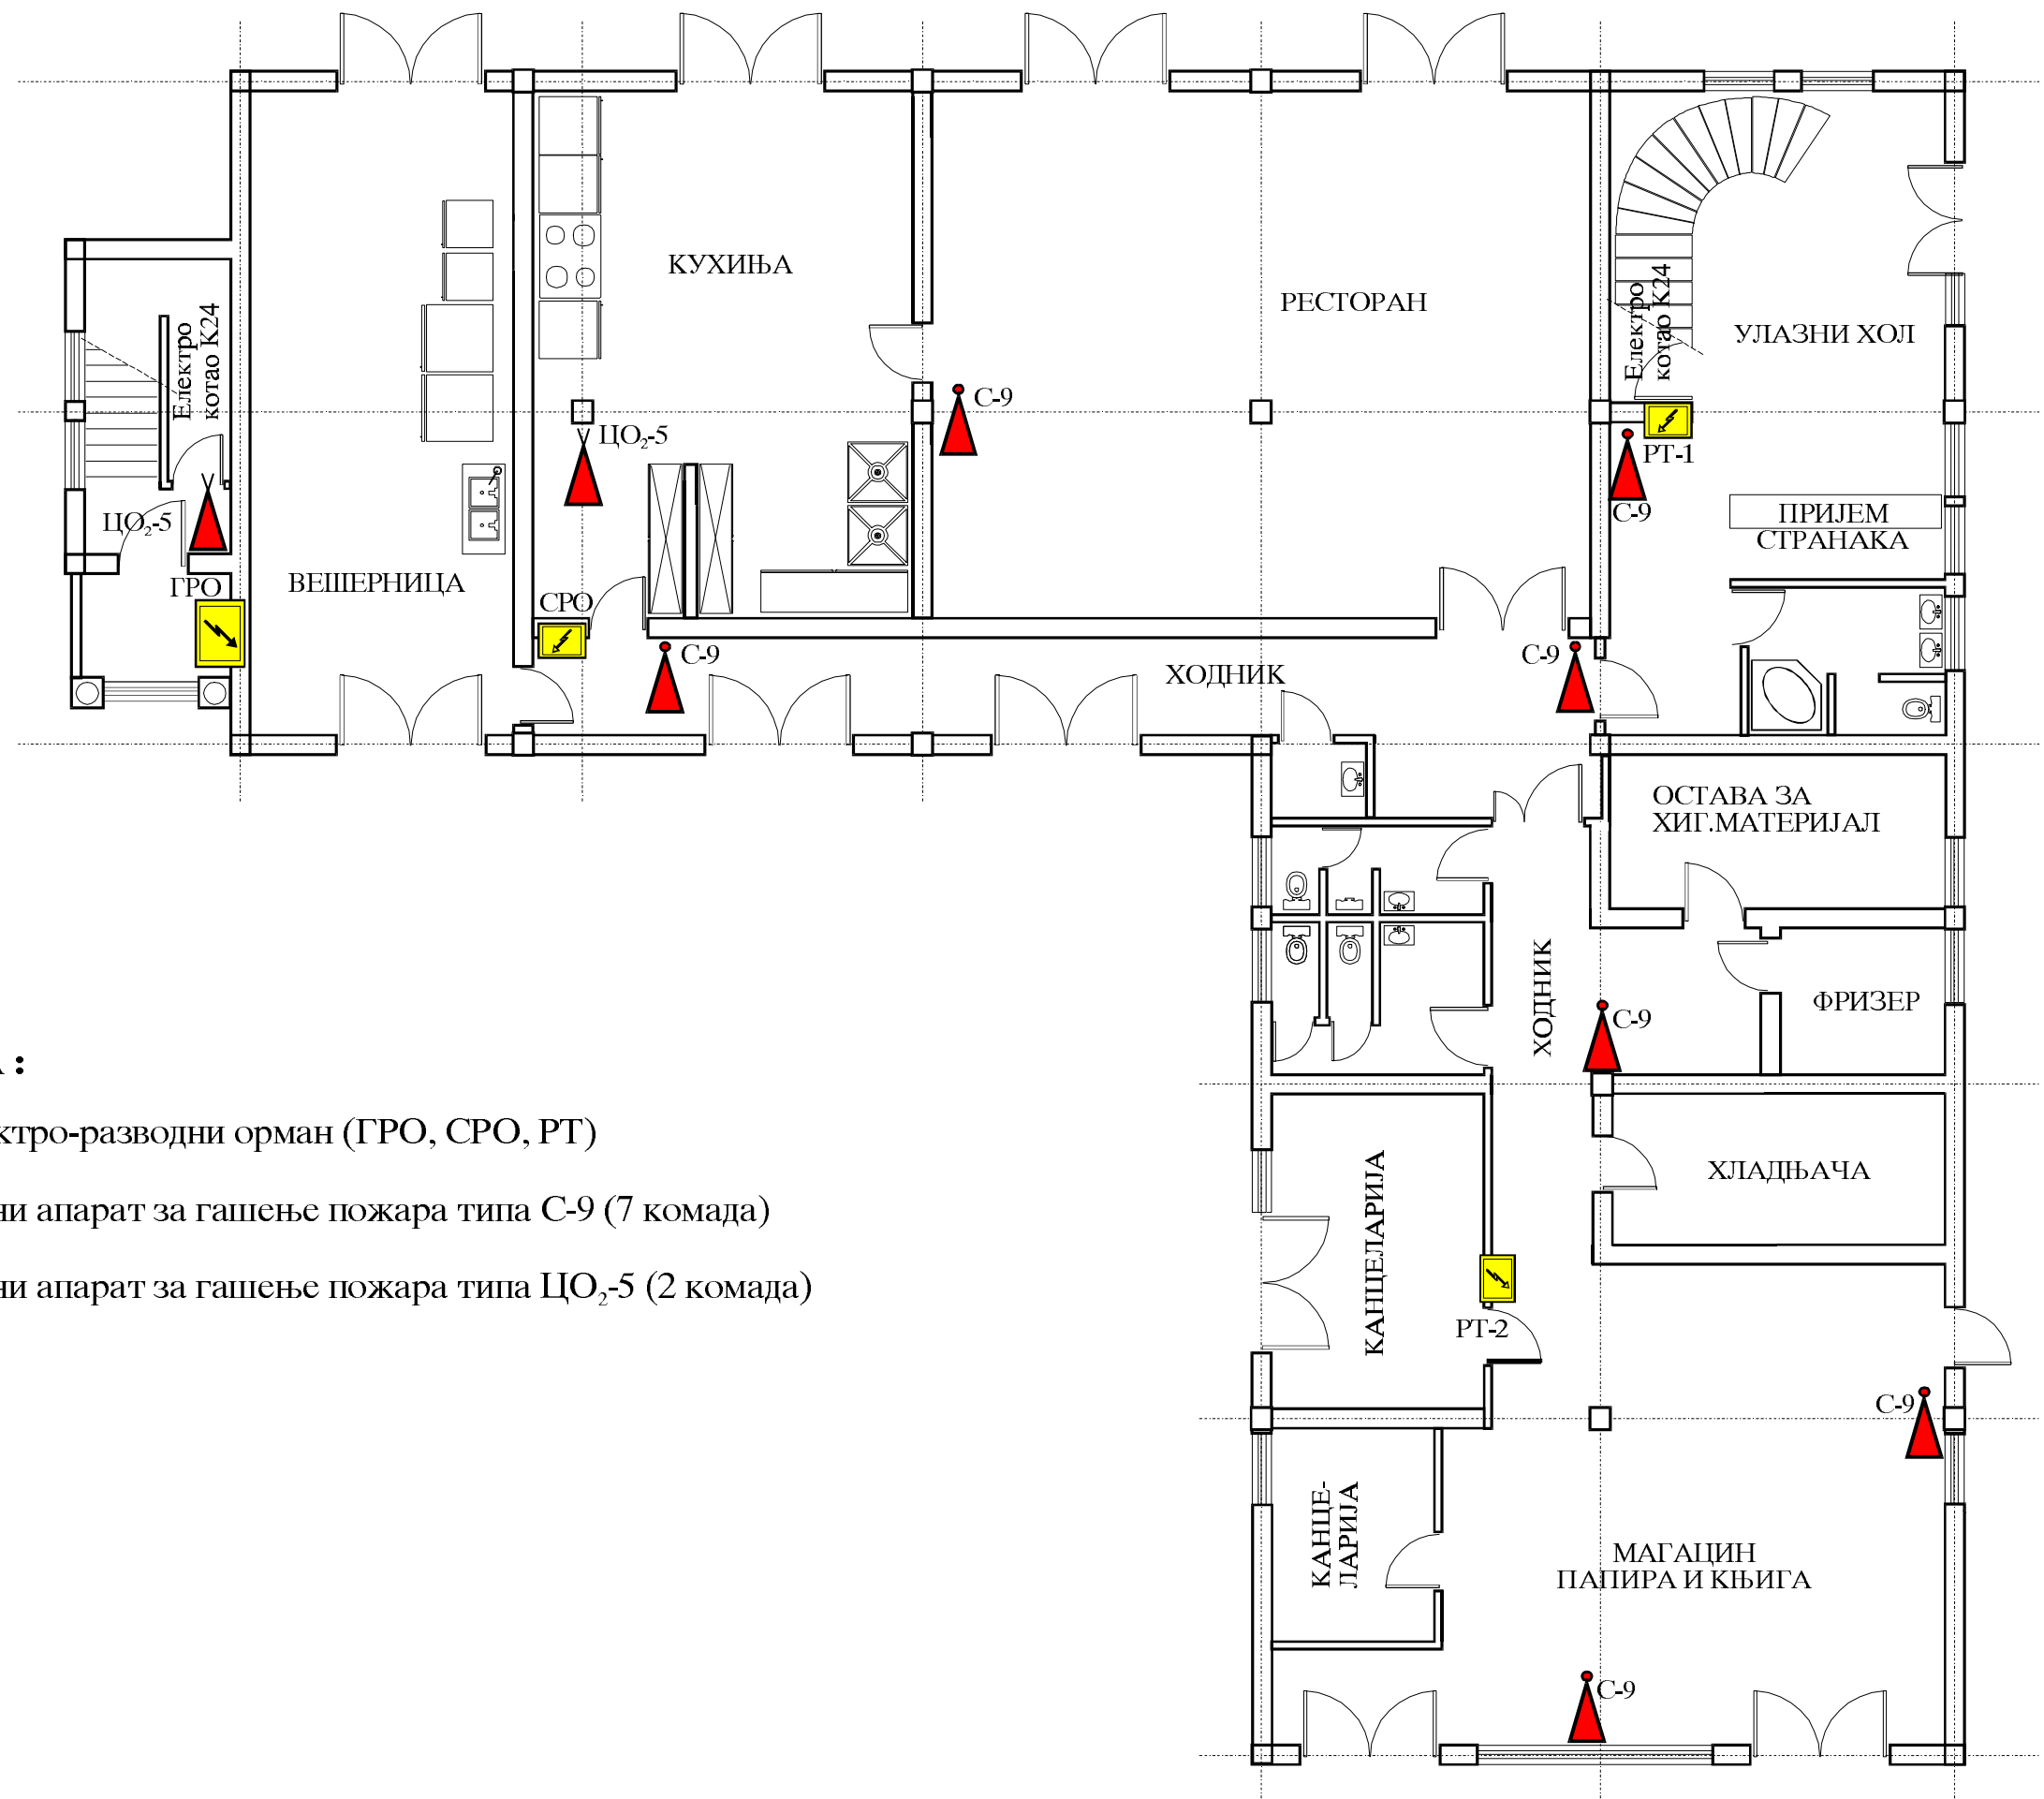 КУХИЊА
РЕСТОРАН
УЛАЗНИ ХОЛ
Електро
котао К24
Електро
котао К24
С-9
ЦО₂-5
РТ-1
С-9
ПРИЈЕМ
СТРАНАКА
ЦО₂-5
ГРО
ВЕШЕРНИЦА
СРО
С-9
ХОДНИК
С-9
ОСТАВА ЗА
ХИГ.МАТЕРИЈАЛ
ХОДНИК
ФРИЗЕР
С-9
:
ктро-разводни орман (ГРО, СРО, РТ)
ни апарат за гашење пожара типа С-9 (7 комада)
ни апарат за гашење пожара типа ЦО₂-5 (2 комада)
ХЛАДЊАЧА
КАНЦЕЛАРИЈА
РТ-2
С-9
КАНЦЕ-
ЛАРИЈА
МАГАЦИН
ПАПИРА И КЊИГА
С-9